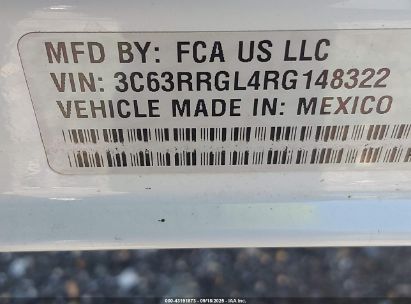 MFD BY: FCA US LLC
VIN: 3C63RRGL4RG148322
VEHICLE MADE IN: MEXICO